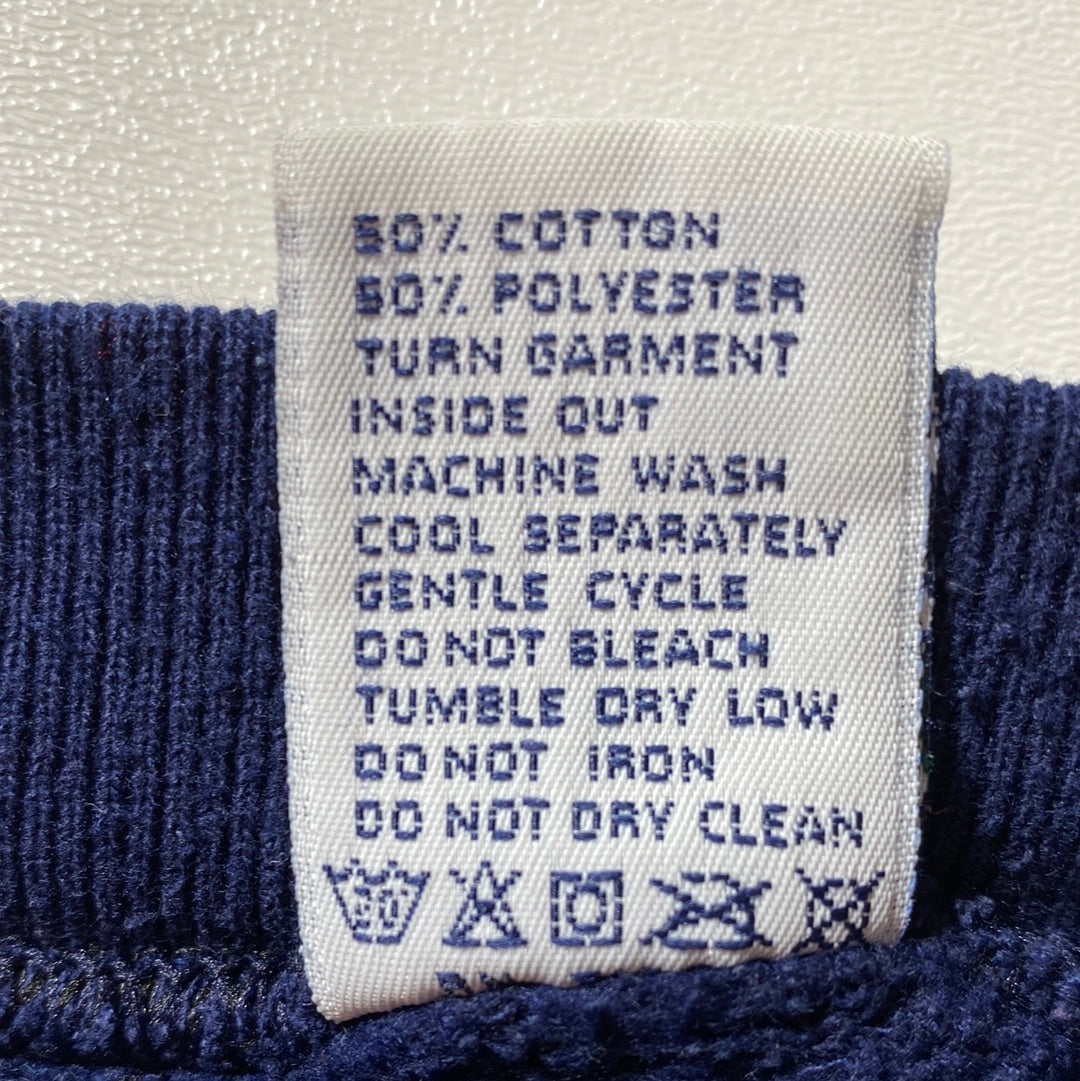 50% COTTON
50% POLYESTER
TURN GARMENT
INSIDE OUT
MACHINE WASH
COOL SEPARATELY
GENTLE CYCLE
DO NOT BLEACH
TUMBLE DRY LOW
DO NOT IRON
DO NOT DRY CLEAN
30